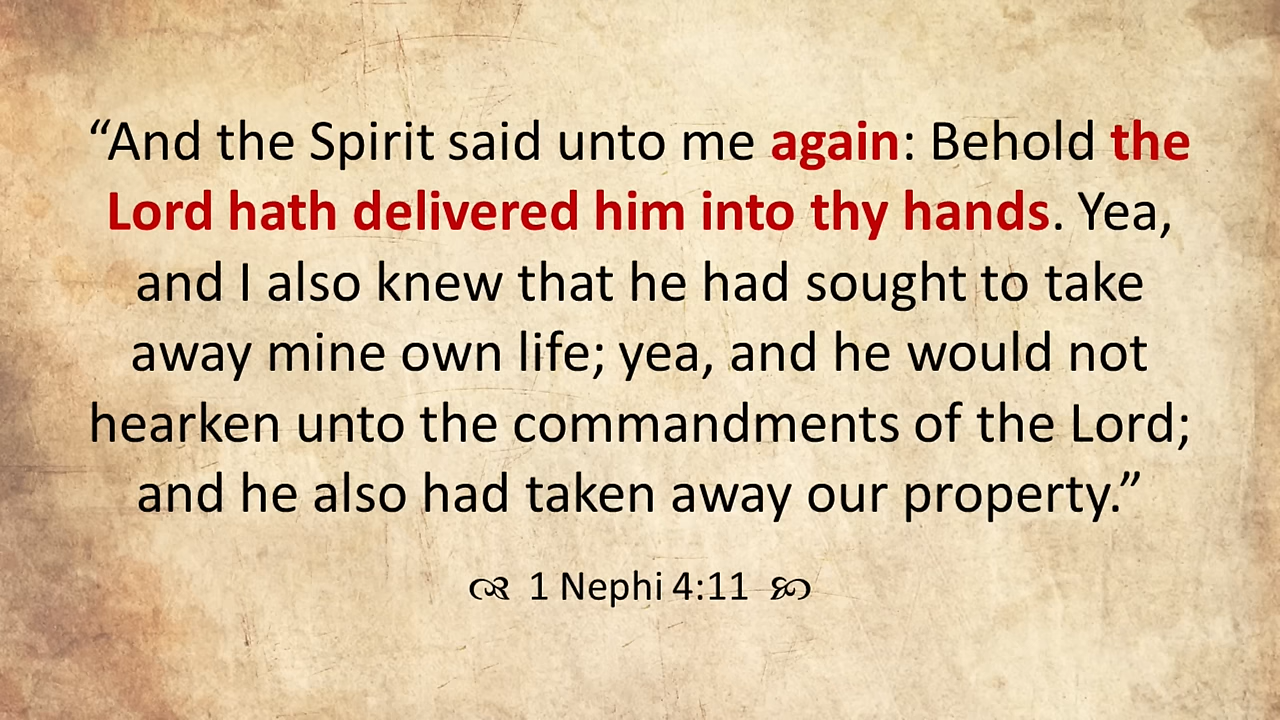 “And the Spirit said unto me again: Behold the
Lord hath delivered him into thy hands. Yea,
and I also knew that he had sought to take
away mine own life; yea, and he would not
hearken unto the commandments of the Lord;
and he also had taken away our property.”
1 Nephi 4:11